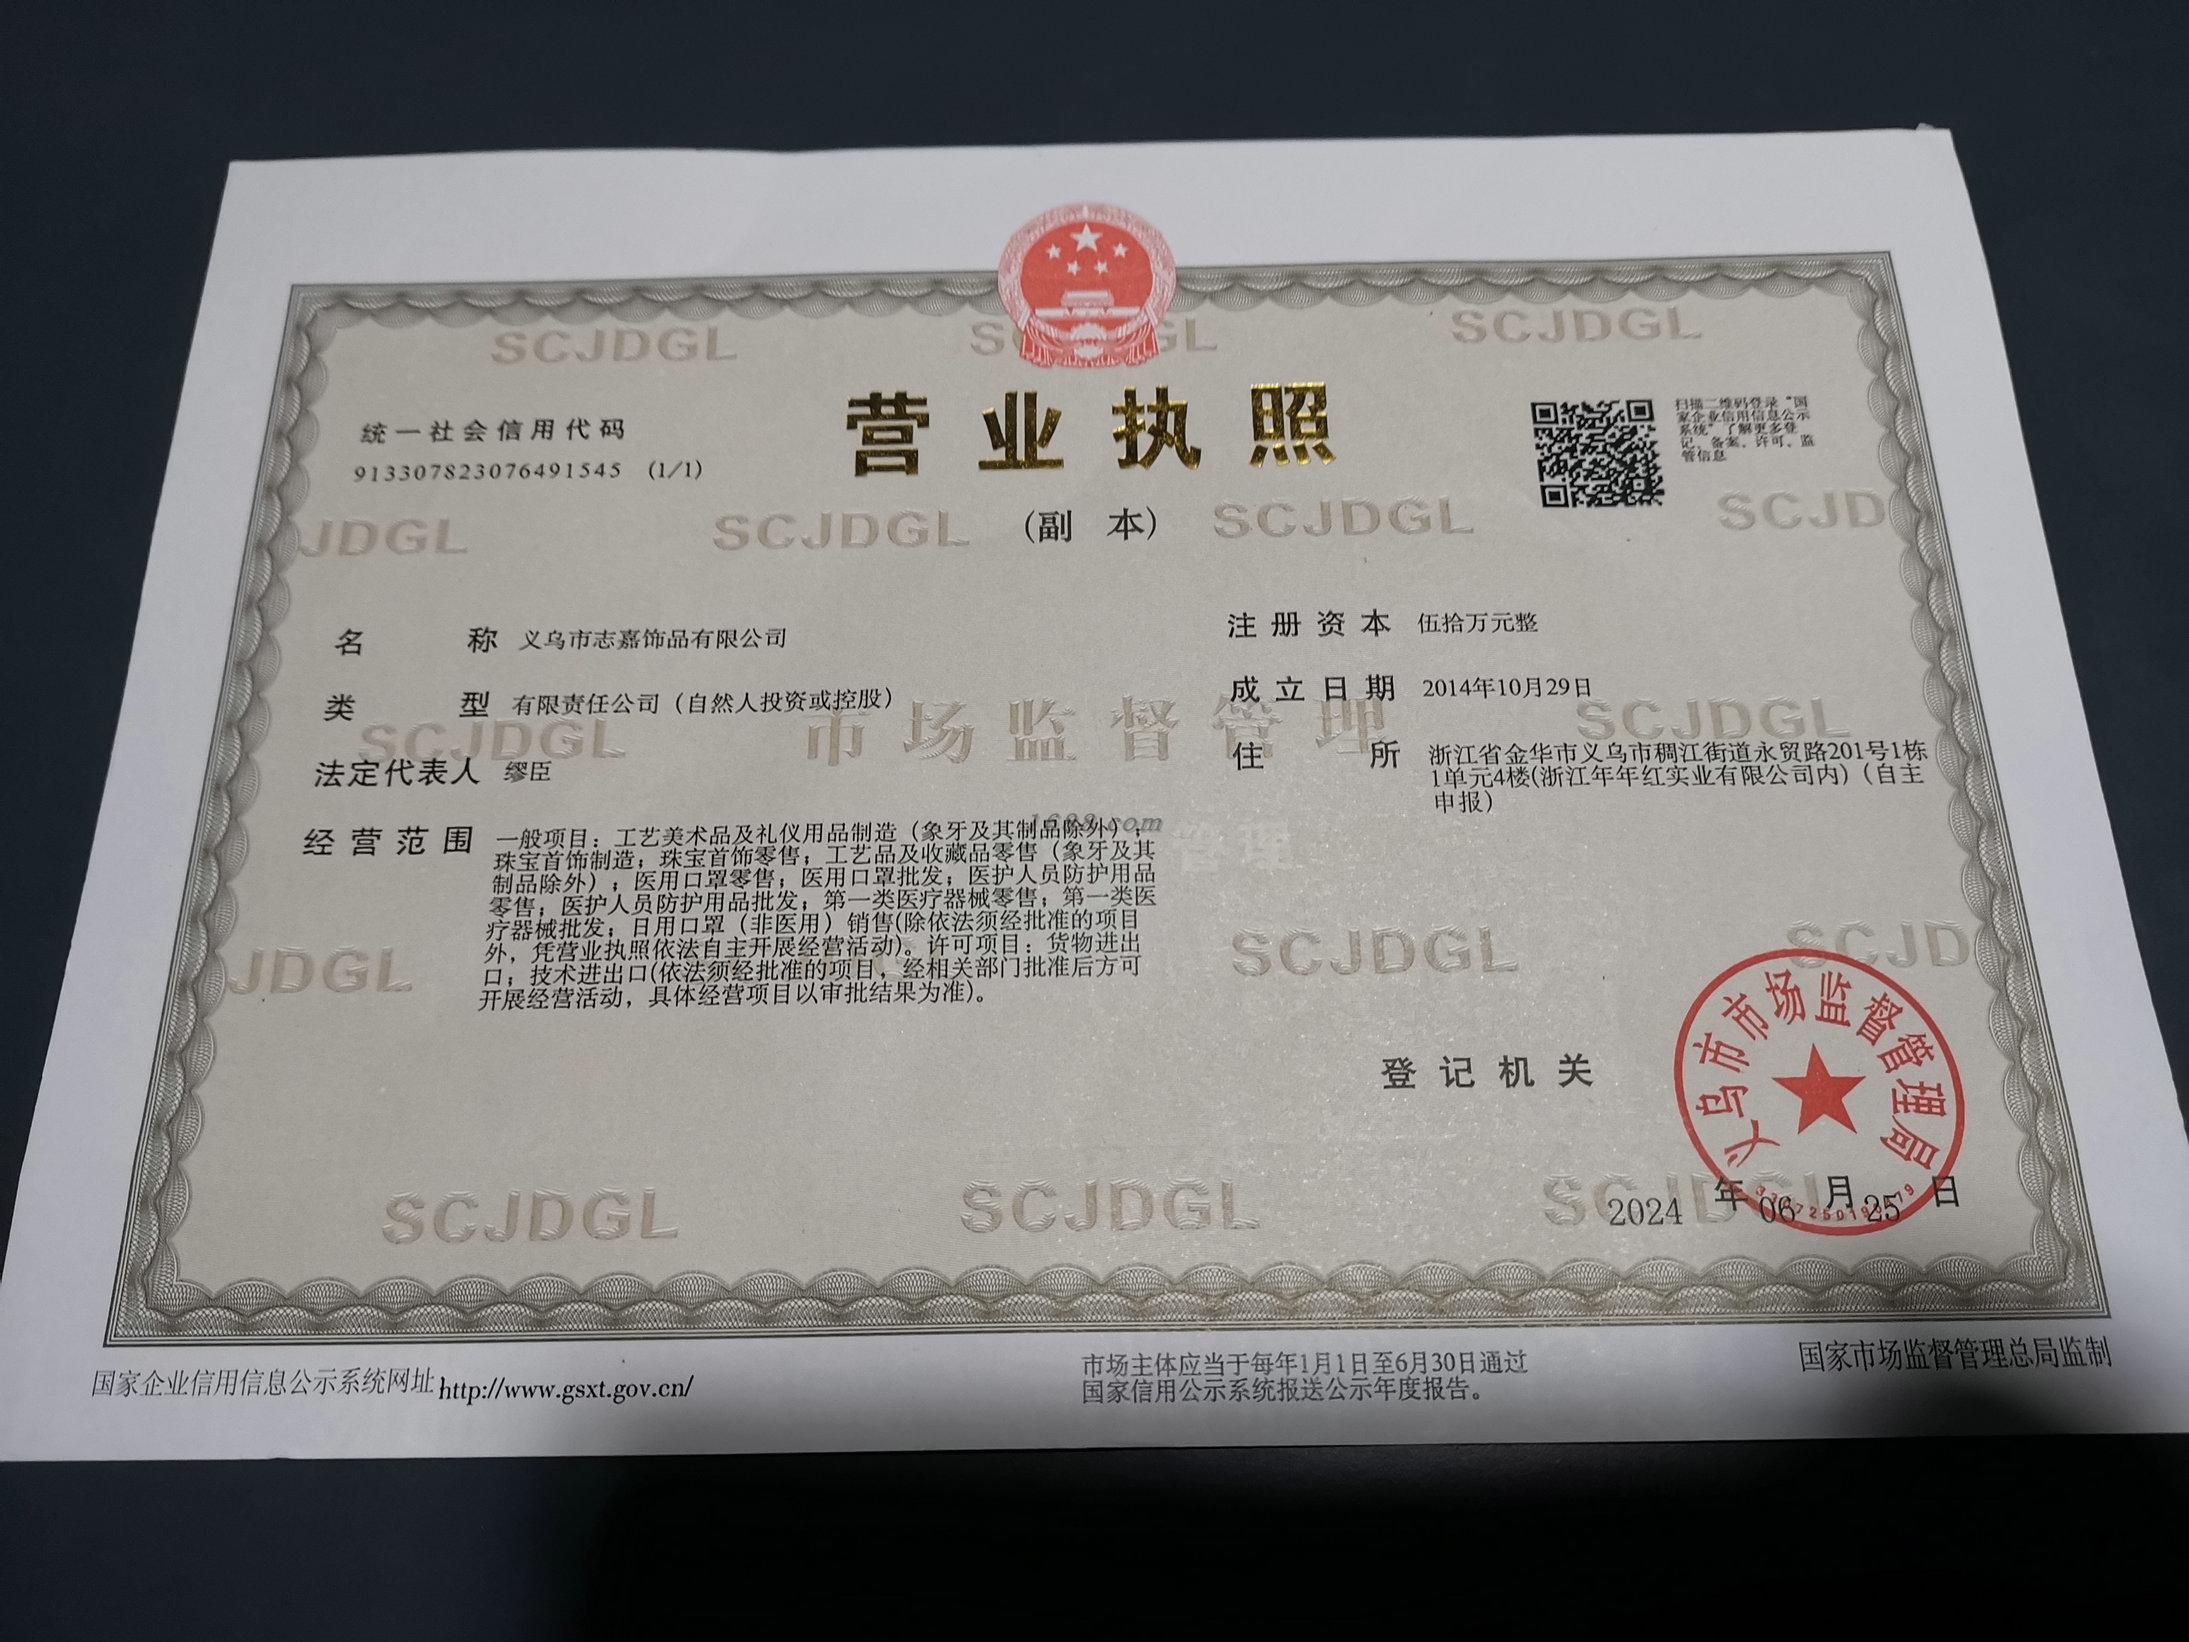 统一社会信用代码
913307823076491545 (1/1)
营业执照
(副 本)
扫描二维码登录“国
家企业信用信息公示
系统”了解更多登
记、备案、许可、监
管信息
名 称 义乌市志嘉饰品有限公司
类 型 有限责任公司（自然人投资或控股）
法定代表人 缪臣
经营范围 一般项目：工艺美术品及礼仪用品制造（象牙及其制品除外）；
珠宝首饰制造；珠宝首饰零售；工艺品及收藏品零售（象牙及其
制品除外）；医用口罩零售；医用口罩批发；医护人员防护用品
零售；医护人员防护用品批发；第一类医疗器械零售；第一类医
疗器械批发；日用口罩（非医用）销售(除依法须经批准的项目
外，凭营业执照依法自主开展经营活动)。许可项目：货物进出
口；技术进出口(依法须经批准的项目，经相关部门批准后方可
开展经营活动，具体经营项目以审批结果为准)。
注册资本 伍拾万元整
成立日期 2014年10月29日
住 所 浙江省金华市义乌市稠江街道永贸路201号1栋
1单元4楼(浙江年年红实业有限公司内)（自主
申报）
市场监督管理
1688.com
SCJDGL
登记机关
义乌市市场监督管理局
2024 年 06 月 25 日
国家企业信用信息公示系统网址 http://www.gsxt.gov.cn/
市场主体应当于每年1月1日至6月30日通过
国家信用公示系统报送公示年度报告。
国家市场监督管理总局监制